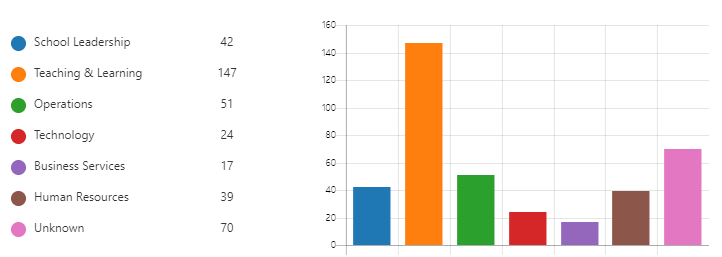 School Leadership 42
Teaching & Learning 147
Operations 51
Technology 24
Business Services 17
Human Resources 39
Unknown 70
160
140
120
100
80
60
40
20
0